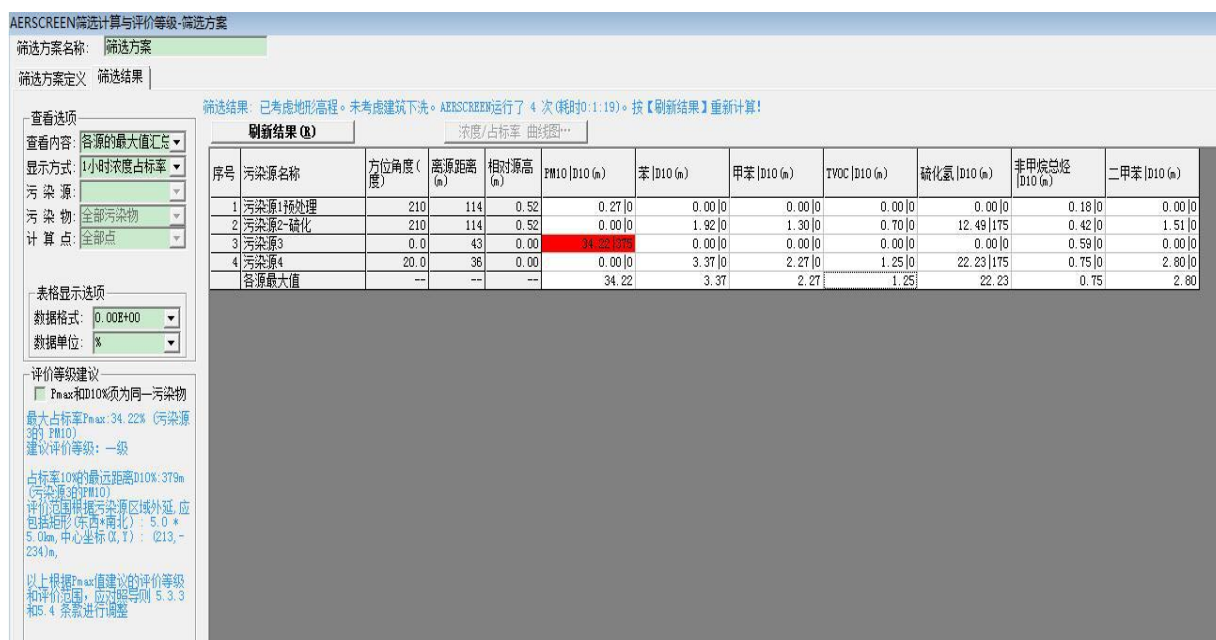 AERSCREEN筛选计算与评价等级-筛选方案
筛选方案名称: 筛选方案
筛选方案定义 筛选结果
查看选项
查看内容: 各源的最大值汇总
显示方式: 1小时浓度占标率
污染源:
污染物: 全部污染物
计算点: 全部点
表格显示选项
数据格式: 0.00E+00
数据单位: %
评价等级建议
Pmax和D10%须为同一污染物
最大占标率Pmax:34.22% (污染源
3的 PM10)
建议评价等级: 一级
占标率10%的最远距离D10%:379m
(污染源3的PM10)
评价范围根据污染源区域外延,应
包括矩形(东西*南北): 5.0 *
5.0km,中心坐标(X,Y): (213,-
234)m,
以上根据Pmax值建议的评价等级
和评价范围,应对照导则 5.3.3
和5.4 条款进行调整
筛选结果: 已考虑地形高程。未考虑建筑下洗。AERSCREEN运行了 4 次(耗时0:1:19)。按【刷新结果】重新计算!
刷新结果(R) 浓度/占标率 曲线图…
序号 污染源名称 方位角度(度) 离源距离(m) 相对源高(m) PM10|D10(m) 苯|D10(m) 甲苯|D10(m) TVOC|D10(m) 硫化氢|D10(m) 非甲烷总烃|D10(m) 二甲苯|D10(m)
1 污染源1预处理 210 114 0.52 0.27|0 0.00|0 0.00|0 0.00|0 0.00|0 0.18|0 0.00|0
2 污染源2-硫化 210 114 0.52 0.00|0 1.92|0 1.30|0 0.70|0 12.49|175 0.42|0 1.51|0
3 污染源3 0.0 43 0.00 34.22|375 0.00|0 0.00|0 0.00|0 0.00|0 0.59|0 0.00|0
4 污染源4 20.0 36 0.00 0.00|0 3.37|0 2.27|0 1.25|0 22.23|175 0.75|0 2.80|0
各源最大值 -- -- -- 34.22 3.37 2.27 1.25 22.23 0.75 2.80